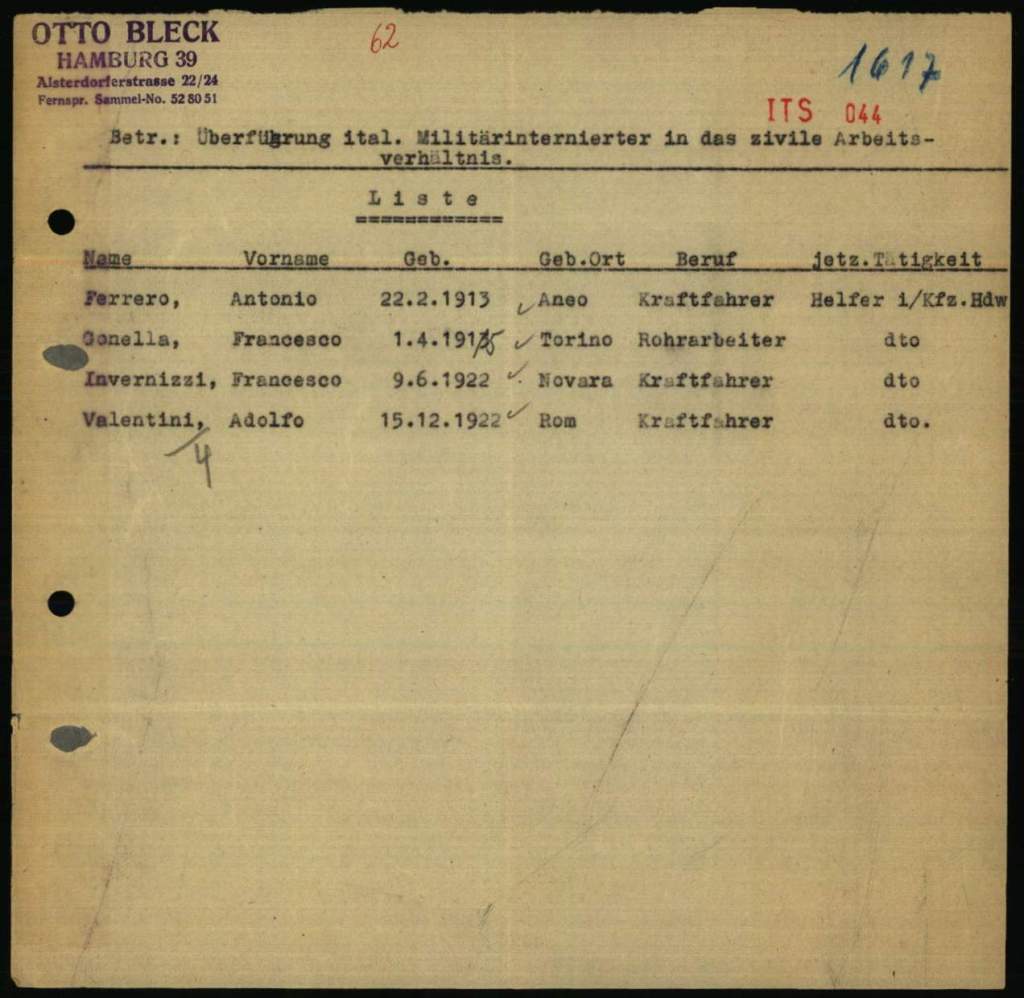 OTTO BLECK
HAMBURG 39
Alsterdorferstrasse 22/24
Fernspr. Sammel-No. 52 80 51
62
1617
ITS 044
Betr.: Überführung ital. Militärinternierter in das zivile Arbeits-
verhältnis.
Liste
Name Vorname Geb. Geb.Ort Beruf jetz.Tätigkeit
Ferrero, Antonio 22.2.1913 Aneo Kraftfahrer Helfer i/Kfz.Hdw
Gonella, Francesco 1.4.1915 Torino Rohrarbeiter dto
Invernizzi, Francesco 9.6.1922 Novara Kraftfahrer dto
Valentini, Adolfo 15.12.1922 Rom Kraftfahrer dto.
4